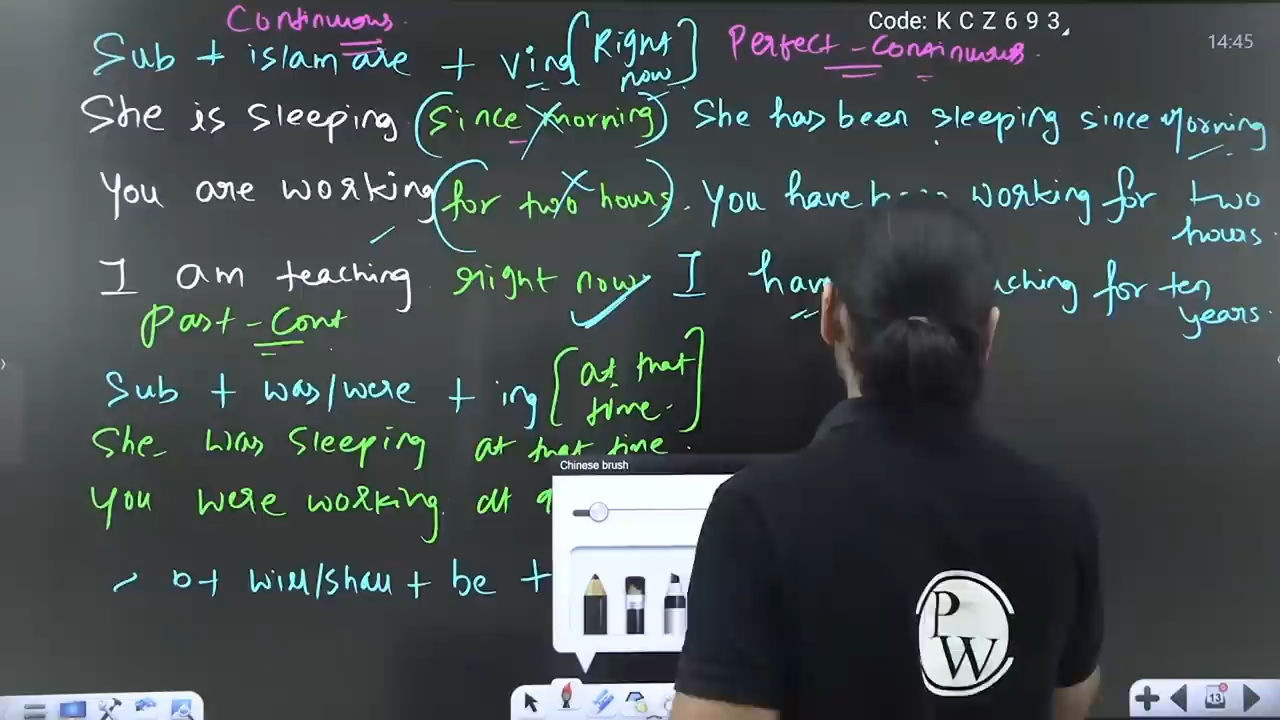 Code: K C Z 6 9 3
14:45
Continuous
Perfect-Continuous
Sub + is/am/are + ving [Right now]
She is sleeping (since morning) She has been sleeping since morning
You are working (for two hours). You have working for two hours.
I am teaching right now I have for ten years.
Past-Cont
Sub + was/were + ing [at that time.]
She was sleeping at that time.
You were working at
will/shall + be +
Chinese brush
PW
13